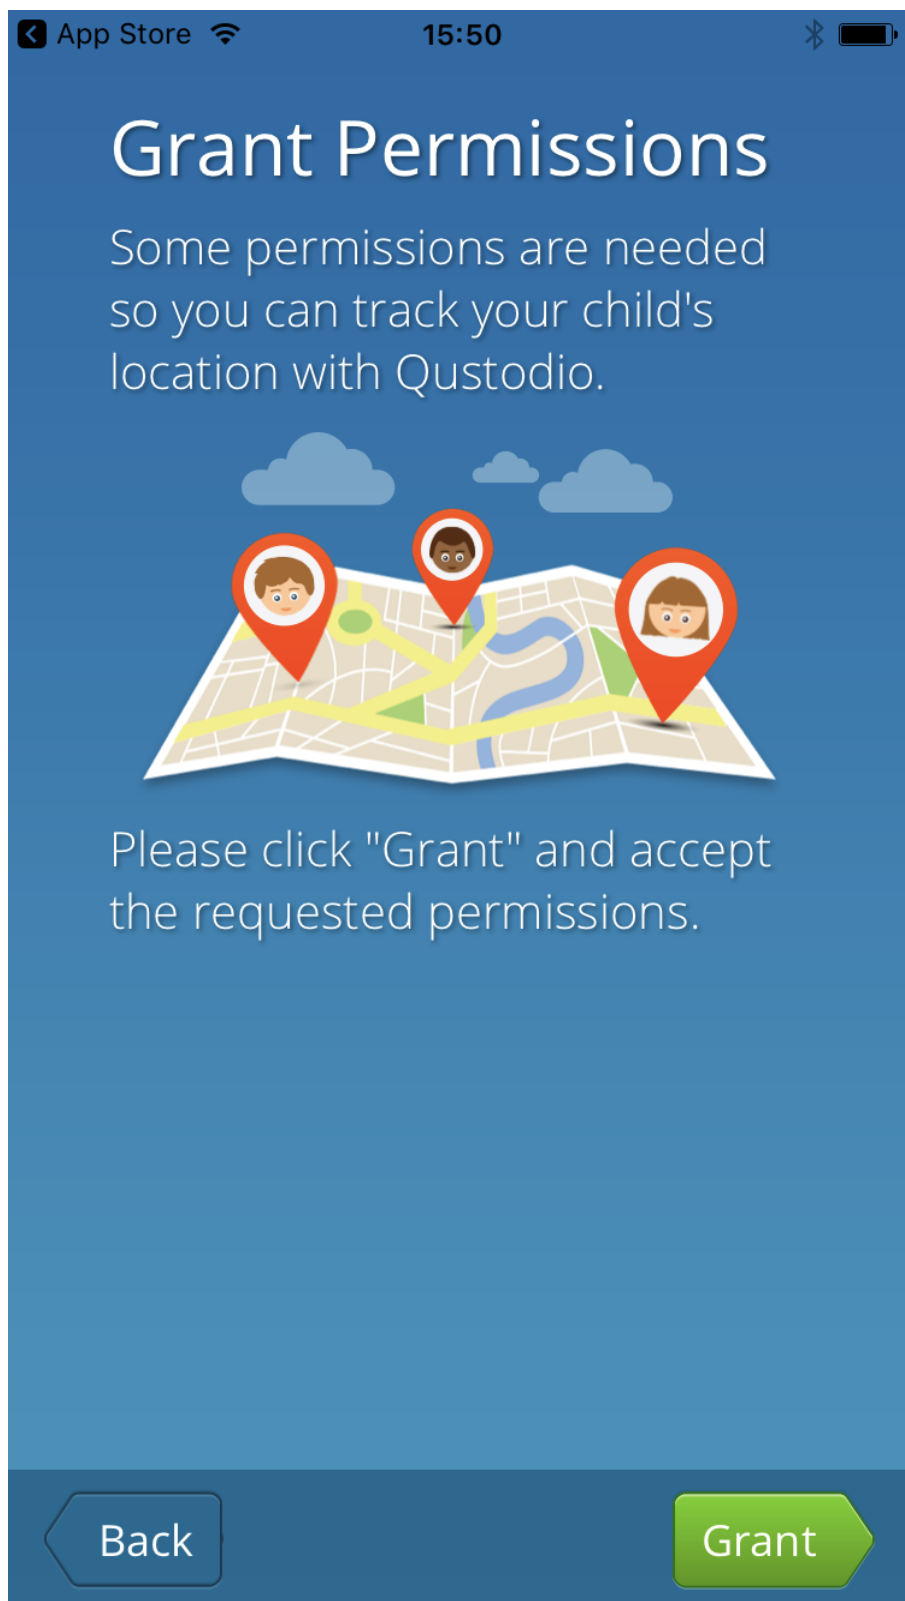 App Store
15:50
Grant Permissions
Some permissions are needed
so you can track your child's
location with Qustodio.
Please click "Grant" and accept
the requested permissions.
Back
Grant